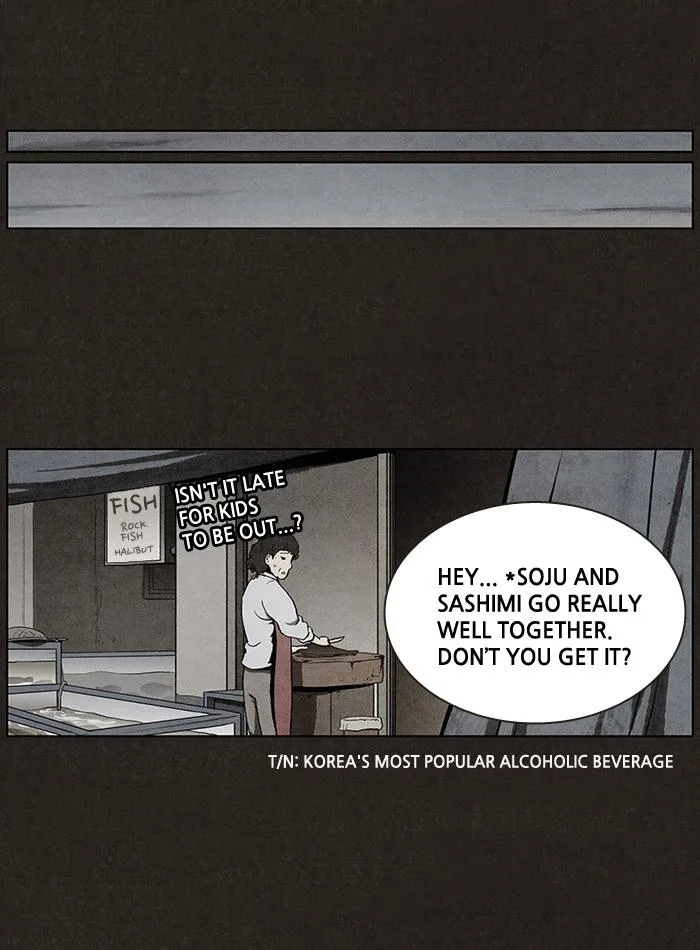 FISH
ROCK
FISH
HALIBUT
ISN'T IT LATE
FOR KIDS
TO BE OUT...?
HEY... *SOJU AND
SASHIMI GO REALLY
WELL TOGETHER.
DON'T YOU GET IT?
T/N: KOREA'S MOST POPULAR ALCOHOLIC BEVERAGE